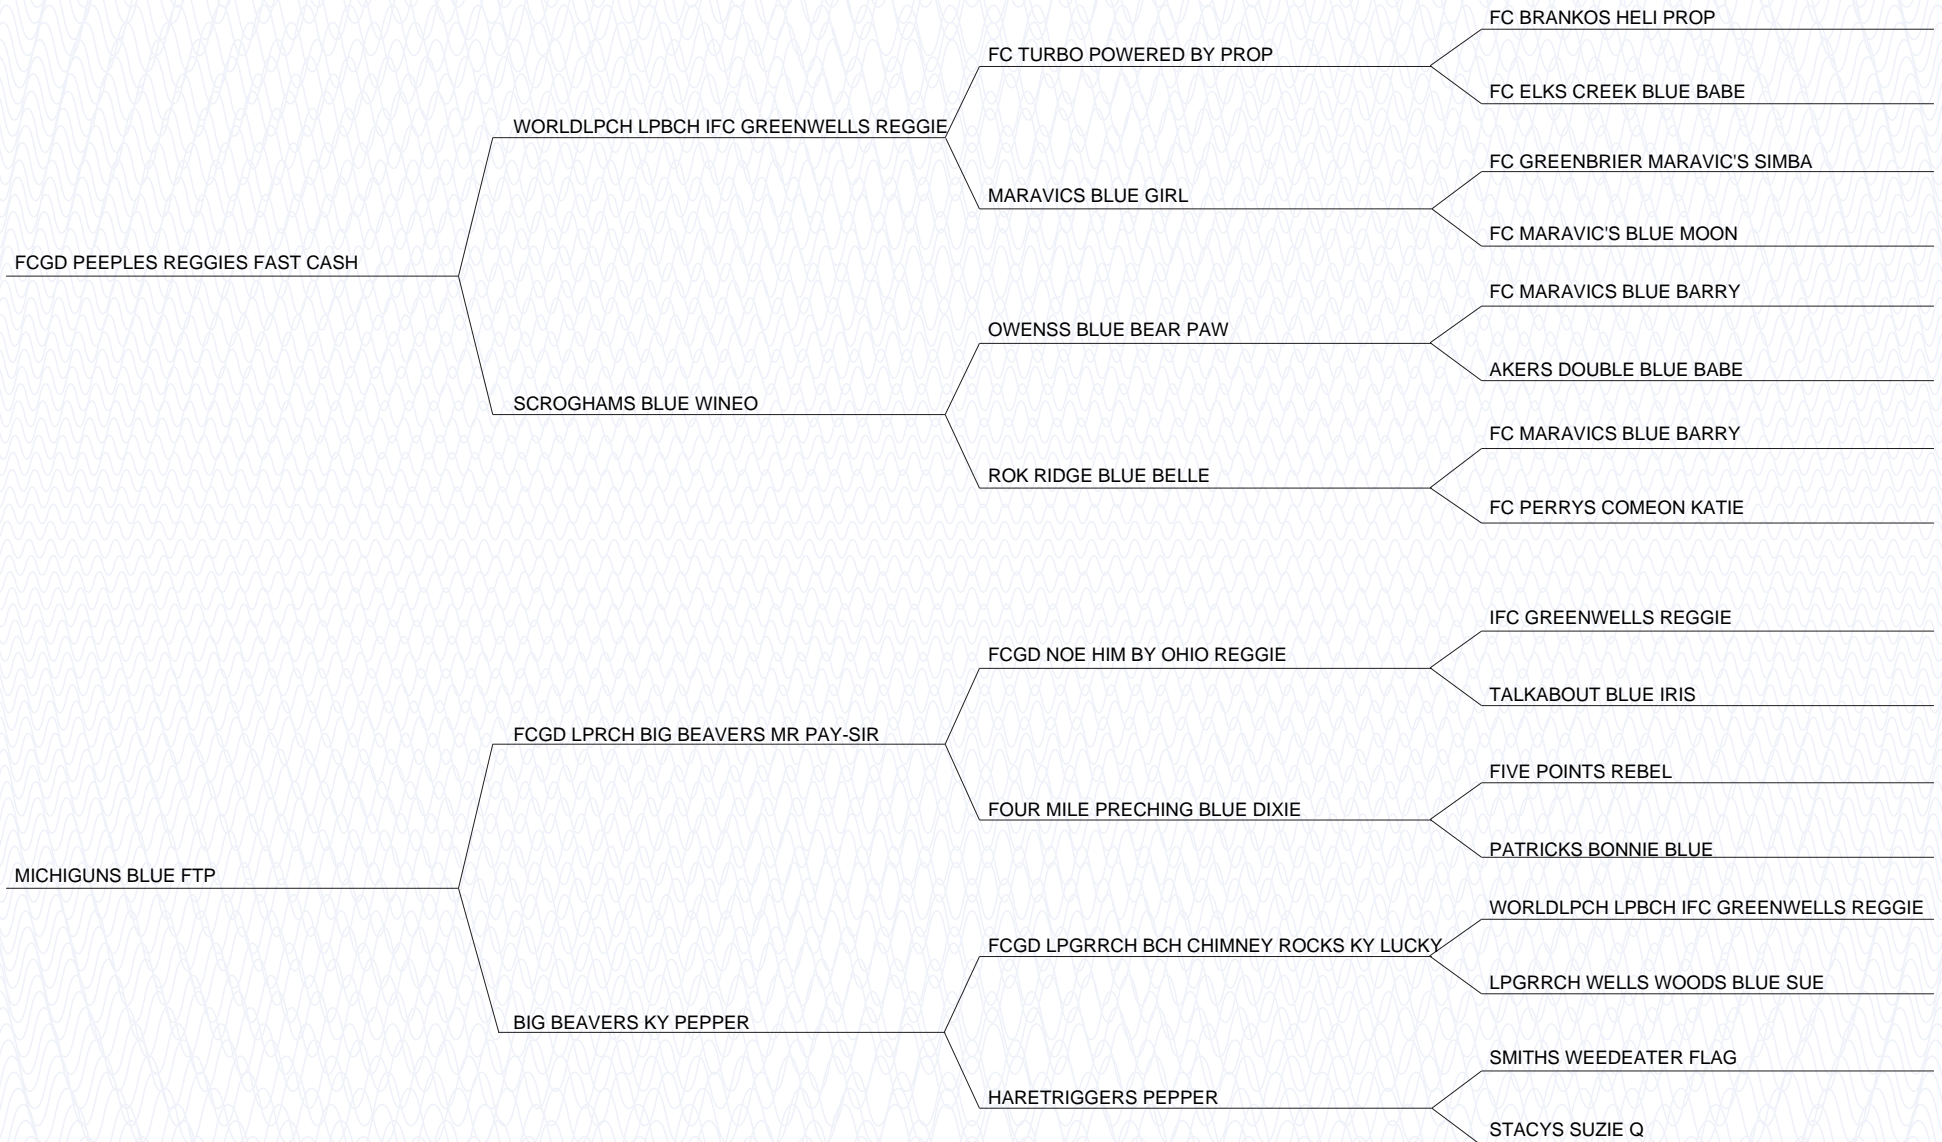 FC BRANKOS HELI PROP
FC TURBO POWERED BY PROP
FC ELKS CREEK BLUE BABE
WORLDLPCH LPBCH IFC GREENWELLS REGGIE
FC GREENBRIER MARAVIC'S SIMBA
MARAVICS BLUE GIRL
FC MARAVIC'S BLUE MOON
FCGD PEEPLES REGGIES FAST CASH
FC MARAVICS BLUE BARRY
OWENSS BLUE BEAR PAW
AKERS DOUBLE BLUE BABE
SCROGHAMS BLUE WINEO
FC MARAVICS BLUE BARRY
ROK RIDGE BLUE BELLE
FC PERRYS COMEON KATIE
IFC GREENWELLS REGGIE
FCGD NOE HIM BY OHIO REGGIE
TALKABOUT BLUE IRIS
FCGD LPRCH BIG BEAVERS MR PAY-SIR
FIVE POINTS REBEL
FOUR MILE PRECHING BLUE DIXIE
PATRICKS BONNIE BLUE
MICHIGUNS BLUE FTP
WORLDLPCH LPBCH IFC GREENWELLS REGGIE
FCGD LPGRRCH BCH CHIMNEY ROCKS KY LUCKY
LPGRRCH WELLS WOODS BLUE SUE
BIG BEAVERS KY PEPPER
SMITHS WEEDEATER FLAG
HARETRIGGERS PEPPER
STACYS SUZIE Q